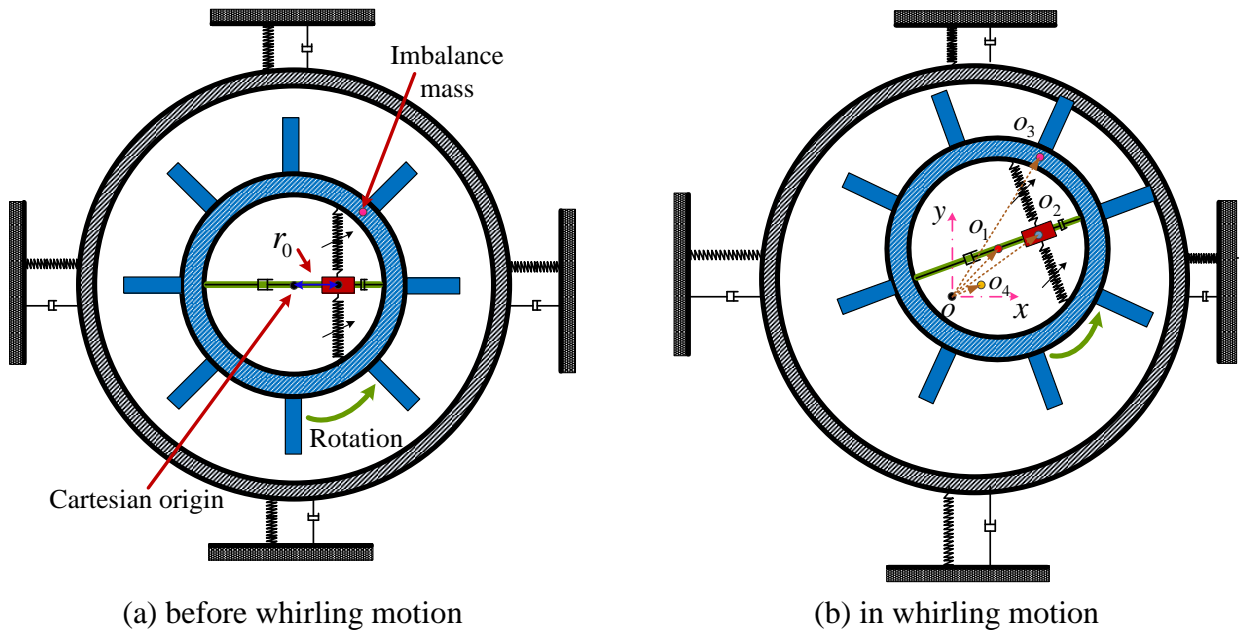 Imbalance
mass
r₀
Rotation
Cartesian origin
(a) before whirling motion
o₃
o₂
y
o₁
o₄
o
x
(b) in whirling motion